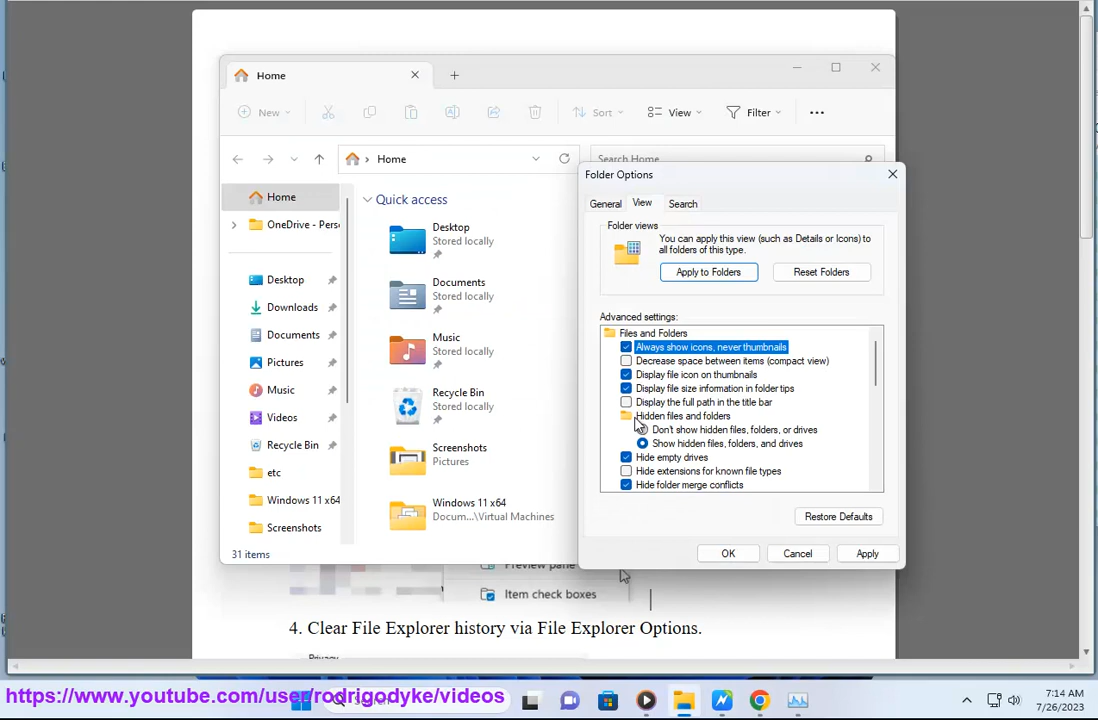 Home
New
Sort
View
Filter
Home
Search Home
Home
OneDrive - Pers
Desktop
Downloads
Documents
Pictures
Music
Videos
Recycle Bin
etc
Windows 11 x64
Screenshots
Quick access
Desktop
Stored locally
Documents
Stored locally
Music
Stored locally
Recycle Bin
Stored locally
Screenshots
Pictures
Windows 11 x64
Docum...\Virtual Machines
31 items
Folder Options
General
View
Search
Folder views
You can apply this view (such as Details or Icons) to
all folders of this type.
Apply to Folders
Reset Folders
Advanced settings:
Files and Folders
Always show icons, never thumbnails
Decrease space between items (compact view)
Display file icon on thumbnails
Display file size information in folder tips
Display the full path in the title bar
Hidden files and folders
Don't show hidden files, folders, or drives
Show hidden files, folders, and drives
Hide empty drives
Hide extensions for known file types
Hide folder merge conflicts
Restore Defaults
OK
Cancel
Apply
Preview pane
Item check boxes
4. Clear File Explorer history via File Explorer Options.
Privacy
https://www.youtube.com/user/rodrigodyke/videos
Search
7:14 AM
7/26/2023